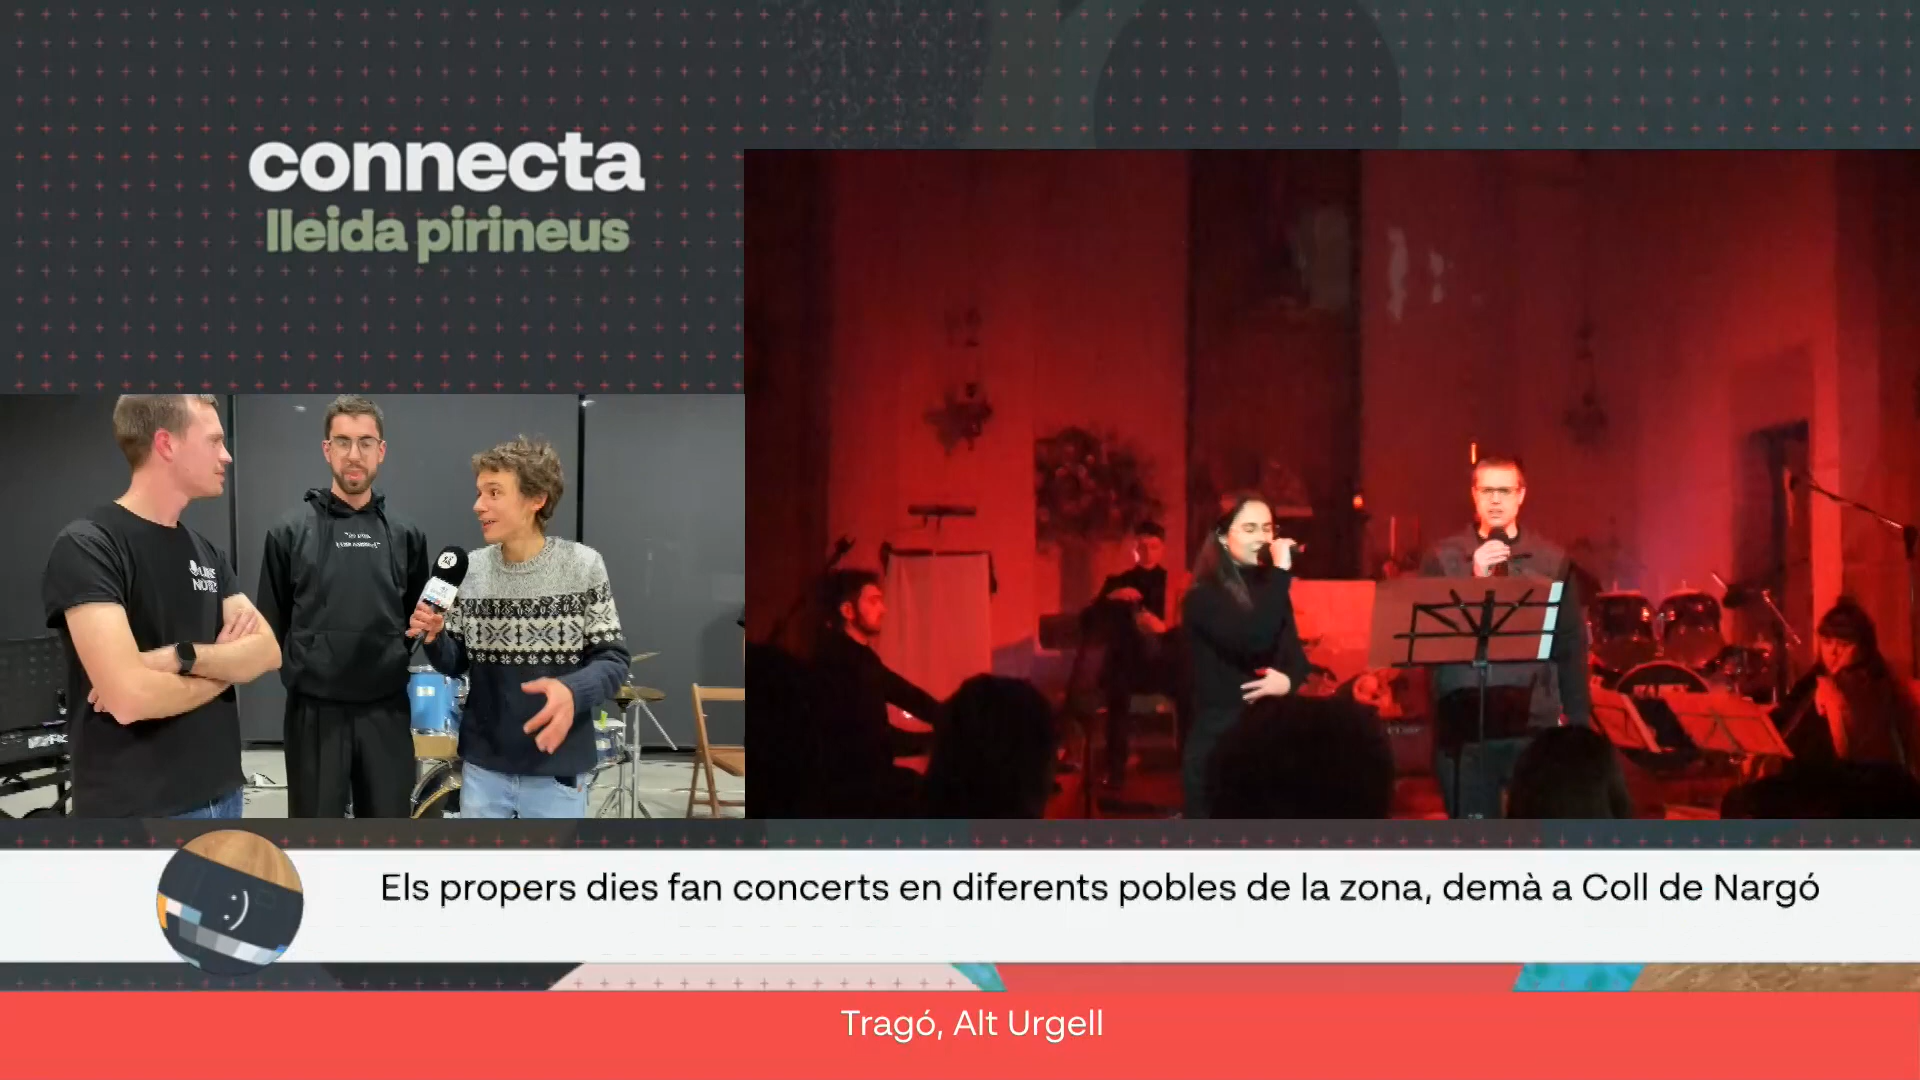 connecta
lleida pirineus
Els propers dies fan concerts en diferents pobles de la zona, demà a Coll de Nargó
Tragó, Alt Urgell